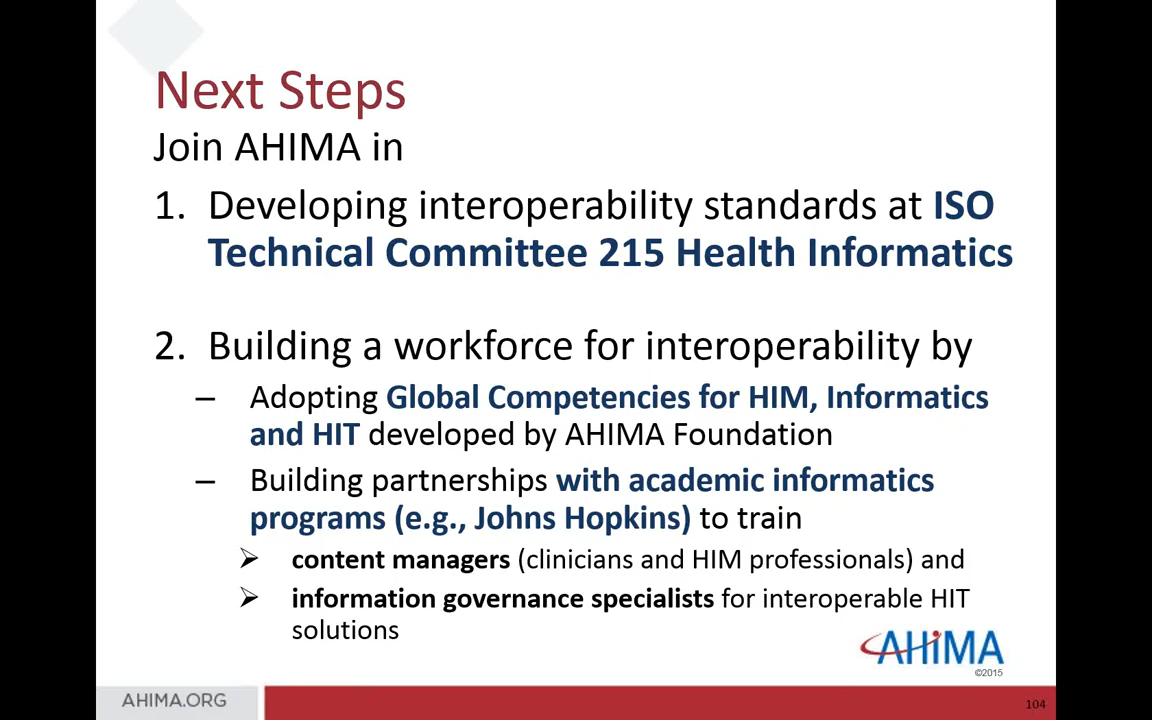 Next Steps
Join AHIMA in
1. Developing interoperability standards at ISO
Technical Committee 215 Health Informatics
2. Building a workforce for interoperability by
– Adopting Global Competencies for HIM, Informatics
and HIT developed by AHIMA Foundation
– Building partnerships with academic informatics
programs (e.g., Johns Hopkins) to train
➢ content managers (clinicians and HIM professionals) and
➢ information governance specialists for interoperable HIT
solutions
AHiMA
©2015
AHIMA.ORG
104